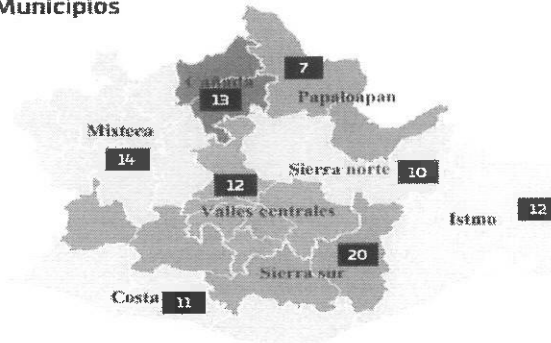 Municipios
7
Cañada
13
Papaloapan
Mixteca
14
Sierra norte
10
12
Valles centrales
Istmo
12
20
Sierra sur
Costa
11